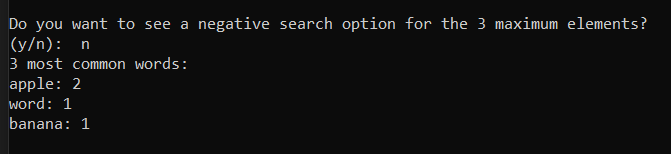 Do you want to see a negative search option for the 3 maximum elements?
(y/n):  n
3 most common words:
apple: 2
word: 1
banana: 1